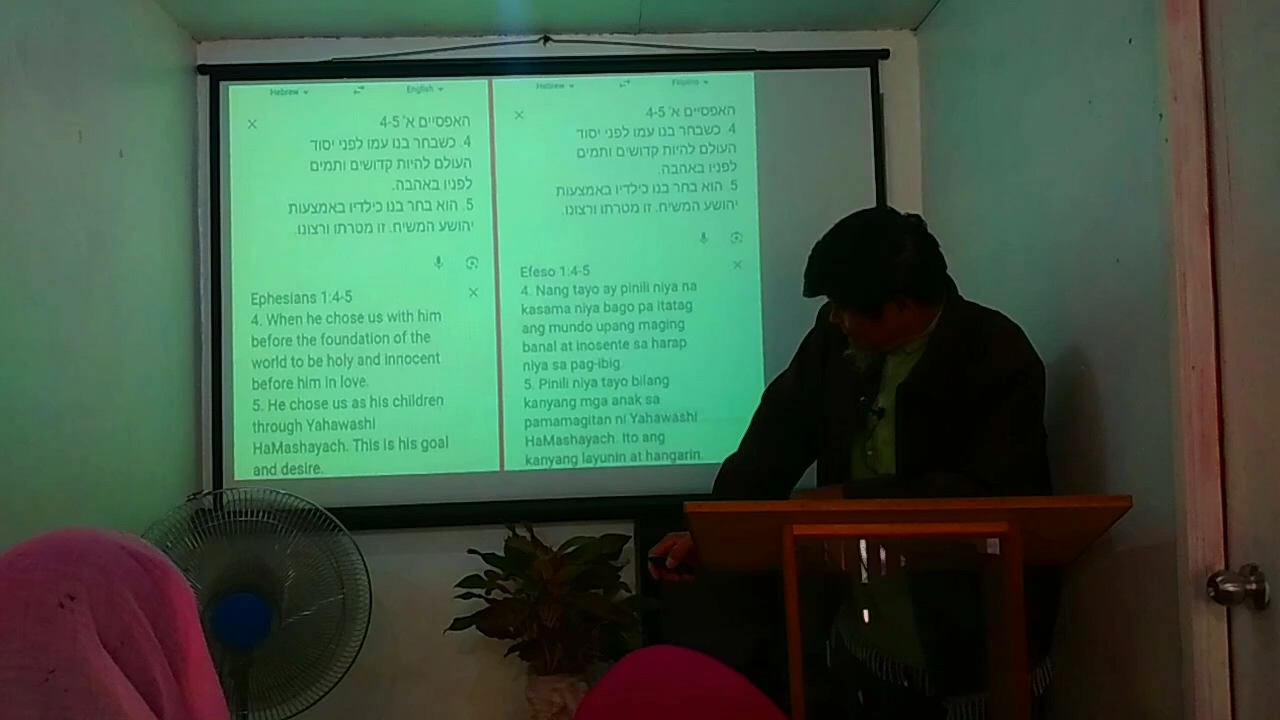 Hebrew English
האפסיים א' 4-5
4. כשבחר בנו עמו לפני יסוד
העולם להיות קדושים ותמים
לפניו באהבה.
5. הוא בחר בנו כילדיו באמצעות
יהושע המשיח. זו מטרתו ורצונו.
Ephesians 1:4-5
4. When he chose us with him
before the foundation of the
world to be holy and innocent
before him in love.
5. He chose us as his children
through Yahawashi
HaMashayach. This is his goal
and desire.
Hebrew Filipino
האפסיים א' 4-5
4. כשבחר בנו עמו לפני יסוד
העולם להיות קדושים ותמים
לפניו באהבה.
5. הוא בחר בנו כילדיו באמצעות
יהושע המשיח. זו מטרתו ורצונו.
Efeso 1:4-5
4. Nang tayo ay pinili niya na
kasama niya bago pa itatag
ang mundo upang maging
banal at inosente sa harap
niya sa pag-ibig.
5. Pinili niya tayo bilang
kanyang mga anak sa
pamamagitan ni Yahawashi
HaMashayach. Ito ang
kanyang layunin at hangarin.